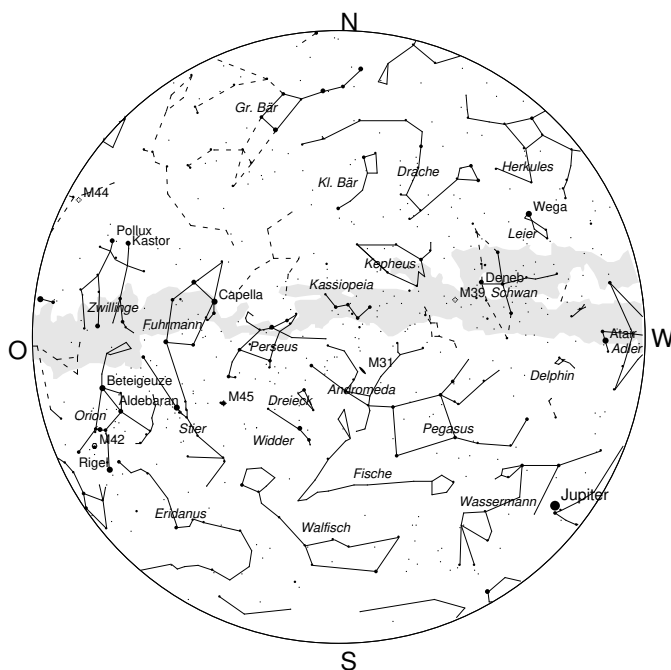 N
Gr. Bär
Kl. Bär
Drache
Herkules
M44
Wega
Leier
Pollux
Kastor
Kepheus
Deneb
M39
Schwan
Kassiopeia
Zwillinge
Capella
Fuhrmann
Perseus
O
W
Atair
Adler
M31
Andromeda
Delphin
Beteigeuze
Aldebaran
M45
Dreieck
Orion
Stier
Widder
Pegasus
M42
Rigel
Fische
Wassermann
Jupiter
Eridanus
Walfisch
S